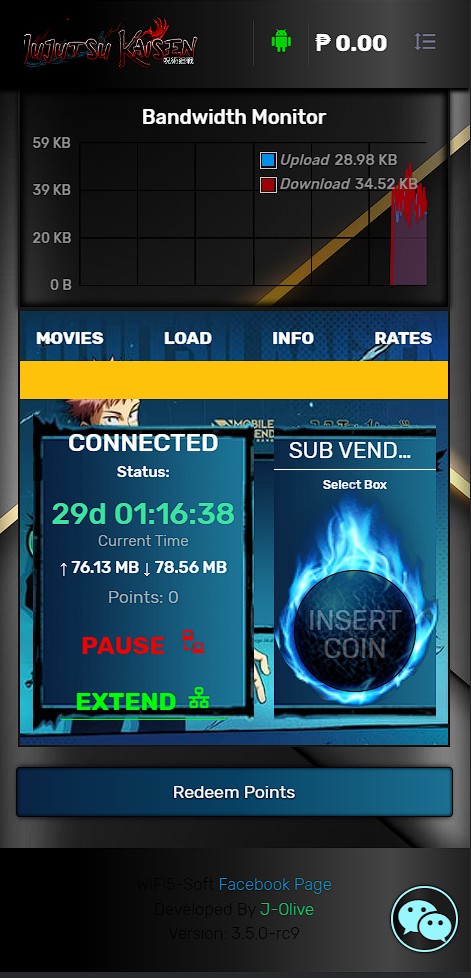 JUJUTSU KAISEN
呪術廻戦
₱ 0.00
Bandwidth Monitor
59 KB
39 KB
20 KB
0 B
Upload 28.98 KB
Download 34.52 KB
MOVIES LOAD INFO RATES
MOBILE
CONNECTED
Status:
29d 01:16:38
Current Time
↑ 76.13 MB ↓ 78.56 MB
Points: 0
PAUSE
EXTEND
SUB VEND...
Select Box
INSERT
COIN
Redeem Points
WiFi5-Soft Facebook Page
Developed By J-Olive
Version: 3.5.0-rc9